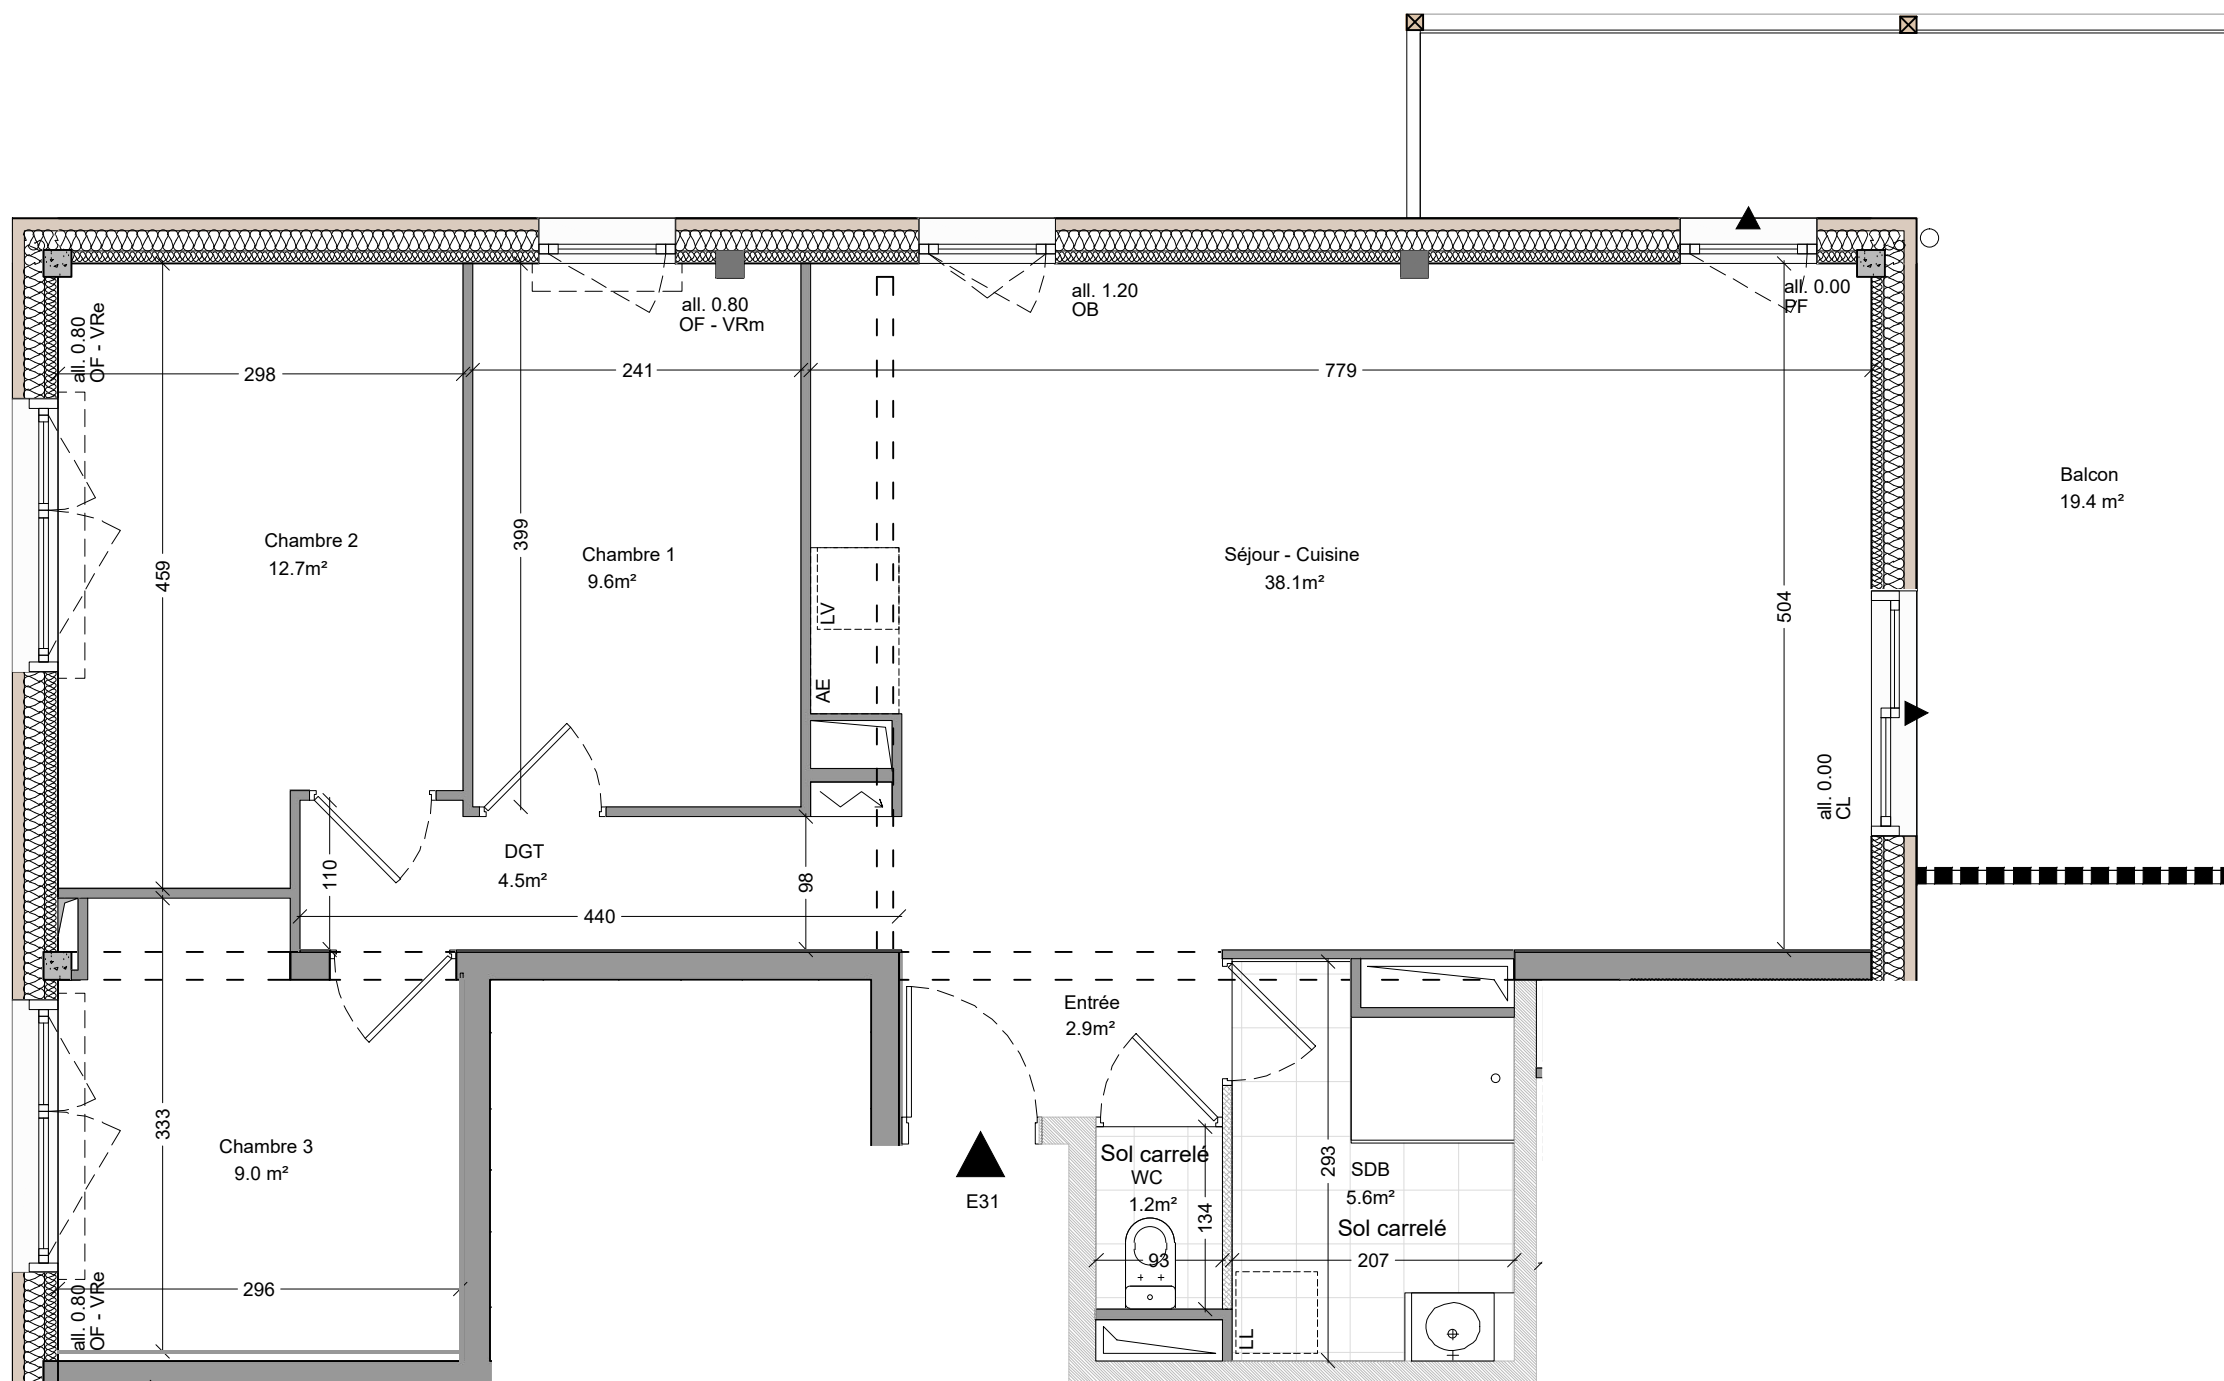 all. 0.80
OF - VRe
all. 0.80
OF - VRm
all. 1.20
OB
all. 0.00
PF
298
241
779
Balcon
19.4 m²
Chambre 2
12.7m²
459
399
Chambre 1
9.6m²
Séjour - Cuisine
38.1m²
504
LV
AE
all. 0.00
CL
DGT
4.5m²
110
98
440
Entrée
2.9m²
333
Chambre 3
9.0 m²
E31
Sol carrelé
WC
1.2m²
134
93
293
SDB
5.6m²
Sol carrelé
207
296
all. 0.80
OF - VRe
LL